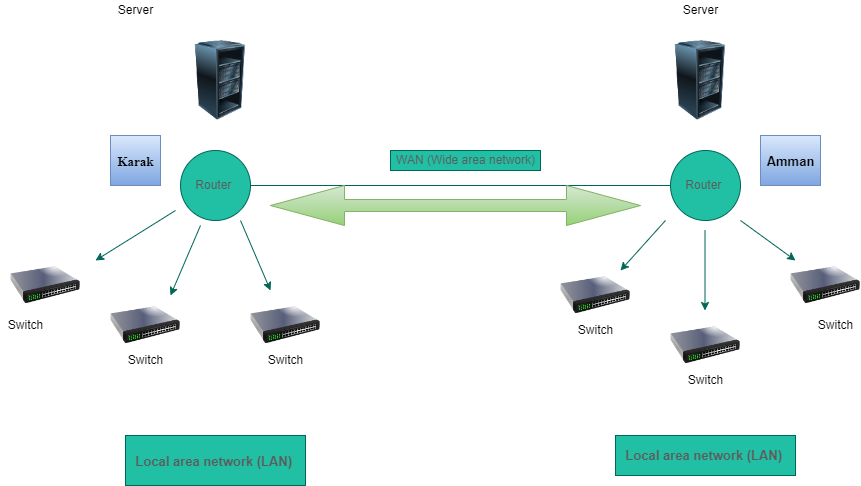 Server
Server
Karak
Router
WAN (Wide area network)
Router
Amman
Switch
Switch
Switch
Switch
Switch
Switch
Local area network (LAN)
Local area network (LAN)